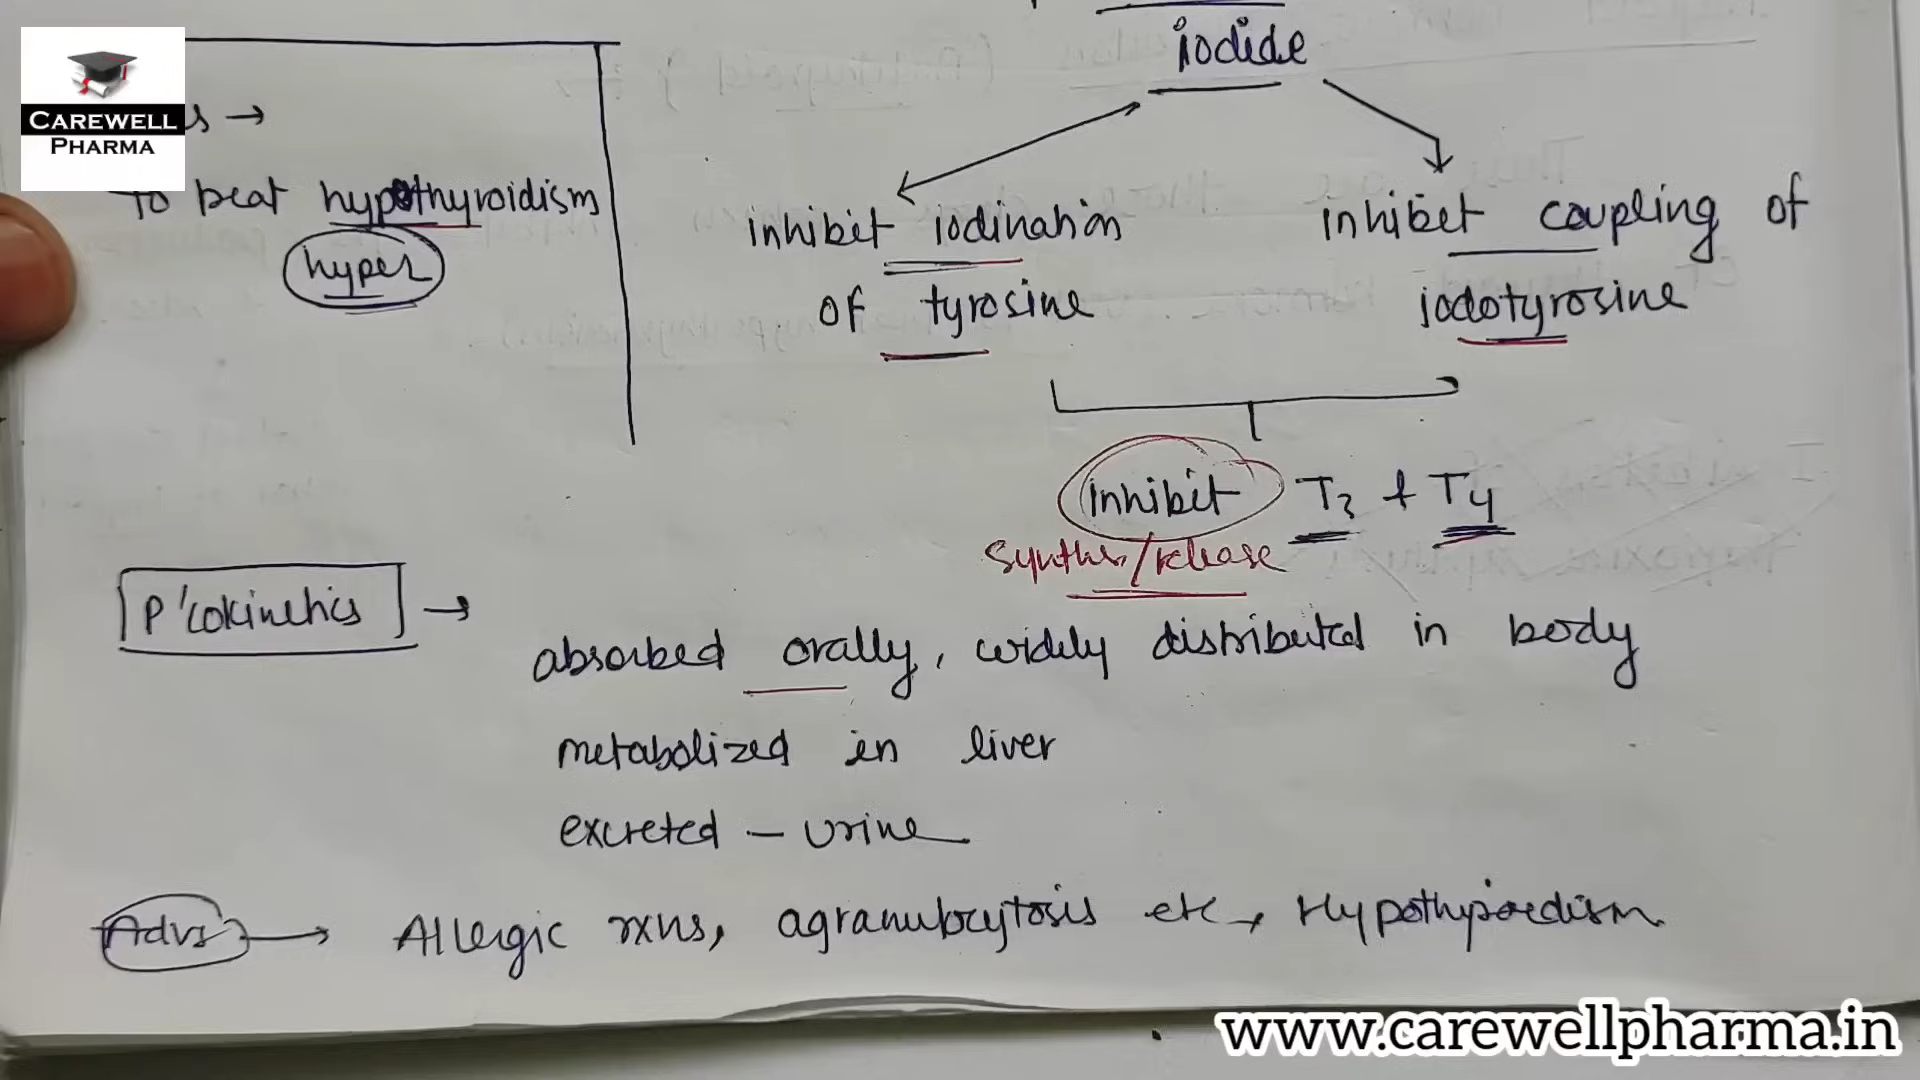 CAREWELL
PHARMA
s →
To beat hypothyroidism
hyper
iodide
inhibit iodination
of tyrosine
inhibit coupling of
iodotyrosine
inhibit T3 + T4
Synthes/release
P'cokinetics →
absorbed orally, widely distributed in body
metabolized in liver
excreted - urine
Advs → Allergic rxns, agranulocytosis etc, Hypothyroidism
www.carewellpharma.in